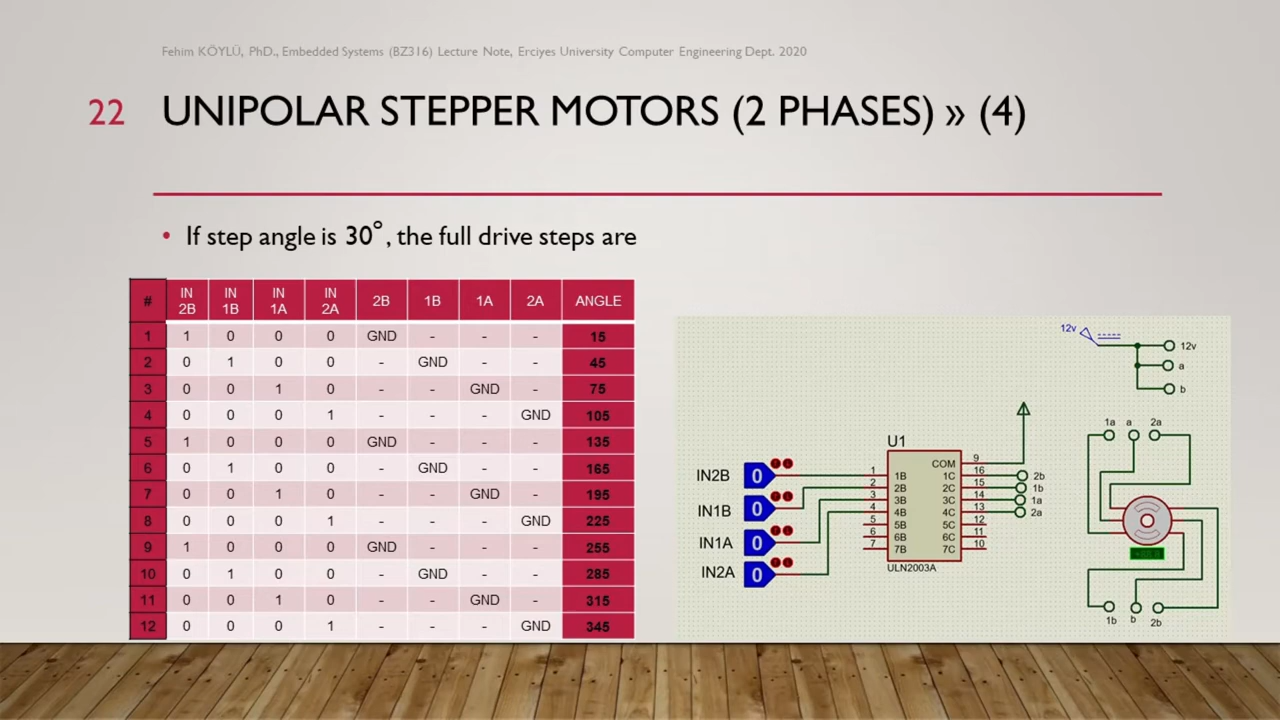 Fehim KÖYLÜ, PhD., Embedded Systems (BZ316) Lecture Note, Erciyes University Computer Engineering Dept. 2020
22 UNIPOLAR STEPPER MOTORS (2 PHASES) » (4)
• If step angle is 30°, the full drive steps are
# IN 2B IN 1B IN 1A IN 2A 2B 1B 1A 2A ANGLE
1 1 0 0 0 GND - - - 15
2 0 1 0 0 - GND - - 45
3 0 0 1 0 - - GND - 75
4 0 0 0 1 - - - GND 105
5 1 0 0 0 GND - - - 135
6 0 1 0 0 - GND - - 165
7 0 0 1 0 - - GND - 195
8 0 0 0 1 - - - GND 225
9 1 0 0 0 GND - - - 255
10 0 1 0 0 - GND - - 285
11 0 0 1 0 - - GND - 315
12 0 0 0 1 - - - GND 345
12v
12v
a
b
1a a 2a
U1
IN2B 0
IN1B 0
IN1A 0
IN2A 0
1 1B
2 2B
3 3B
4 4B
5 5B
6 6B
7 7B
COM 9
1C 16 2b
2C 15 1b
3C 14 1a
4C 13 2a
5C 12
6C 11
7C 10
ULN2003A
1b b 2b